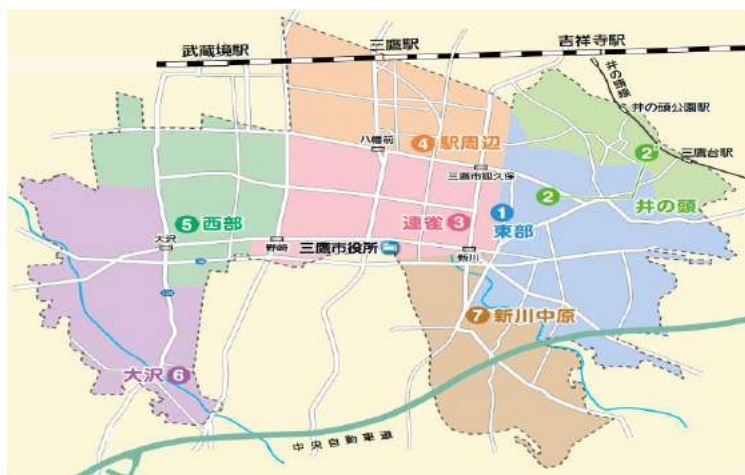 武蔵境駅
三鷹駅
吉祥寺駅
井の頭線
井の頭公園駅
三鷹台駅
八幡前
4 駅周辺
三鷹市狐久保
2'
2
井の頭
1
東部
連雀 3
5 西部
大沢
野崎
三鷹市役所
新川
7 新川中原
大沢 6
中央自動車道